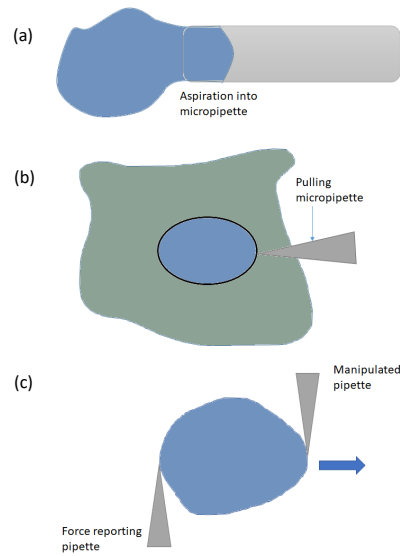 (a)
Aspiration into
micropipette
(b)
Pulling
micropipette
(c)
Manipulated
pipette
Force reporting
pipette